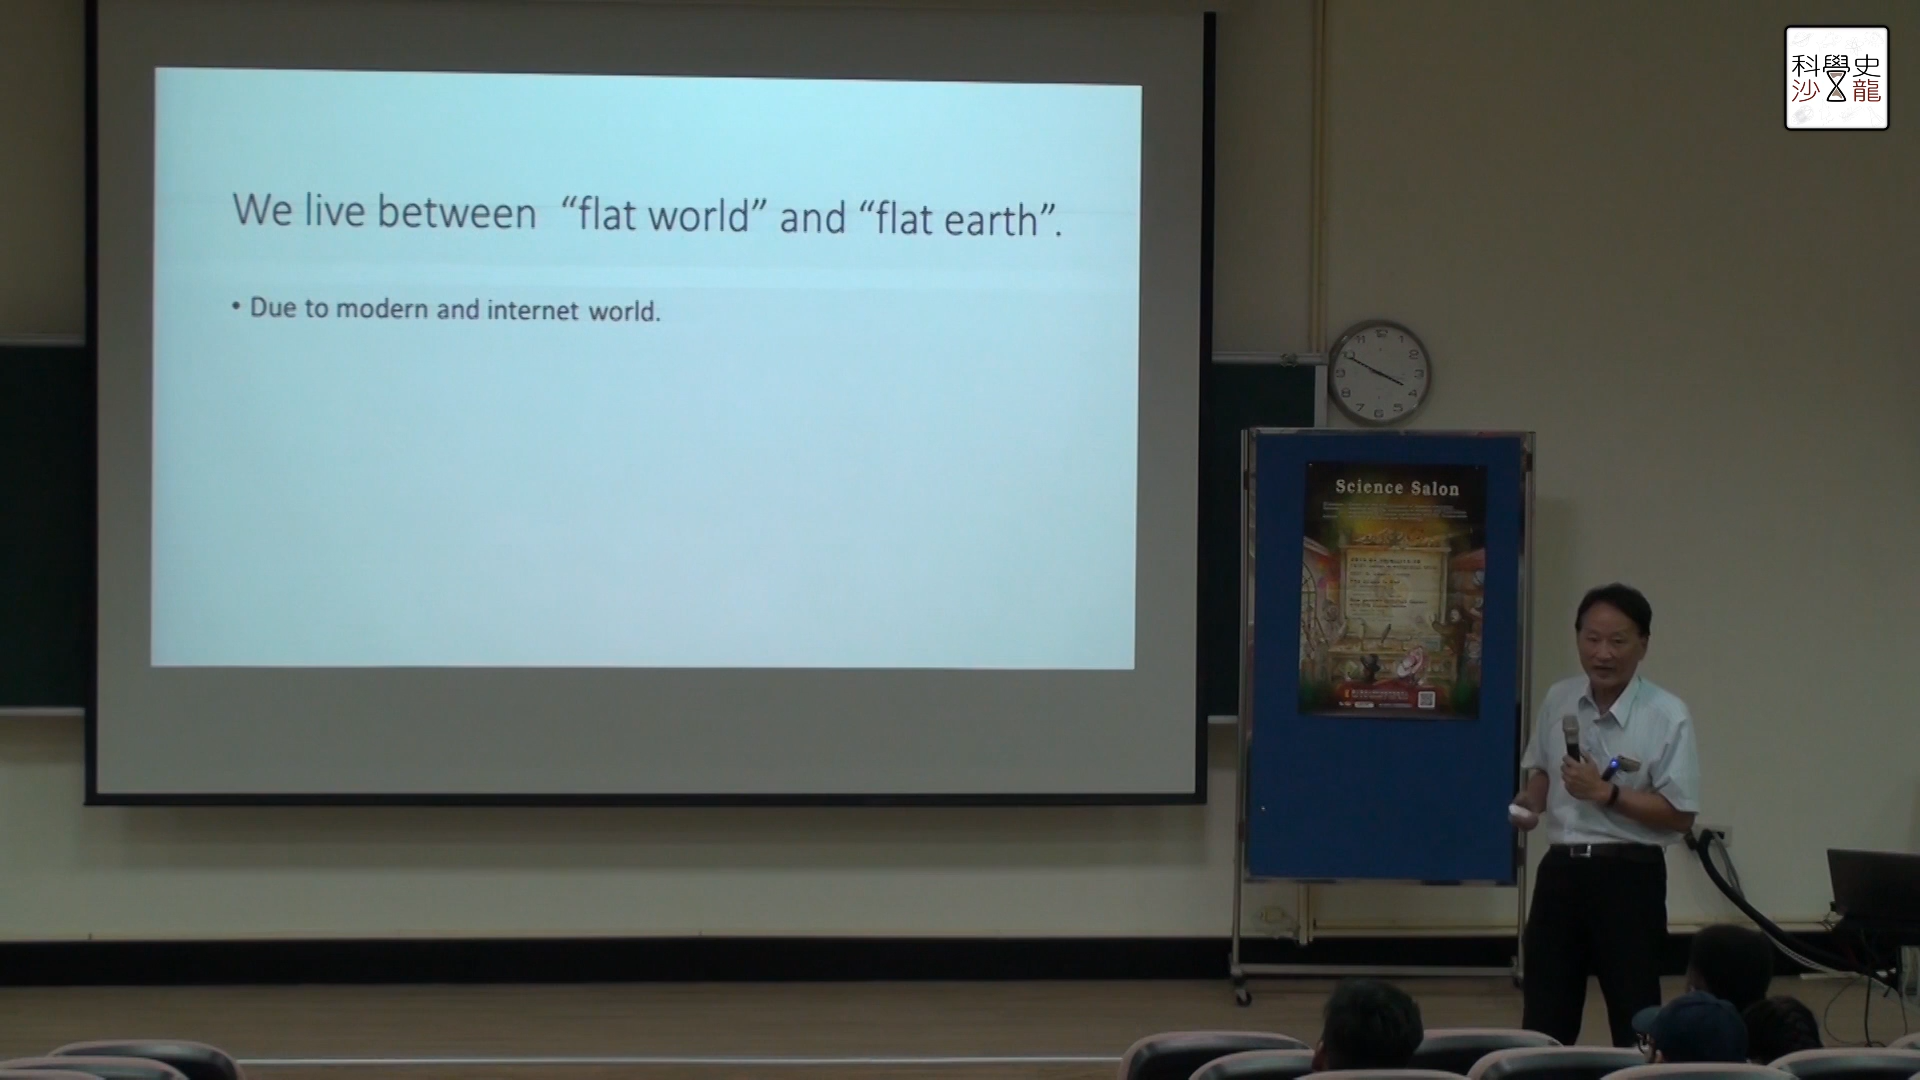 We live between “flat world” and “flat earth”.
• Due to modern and internet world.
科學史
沙龍
Science Salon